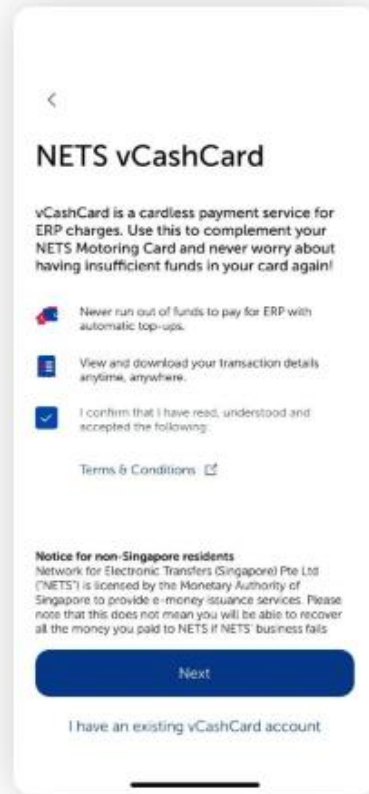 NETS vCashCard
vCashCard is a cardless payment service for
ERP charges. Use this to complement your
NETS Motoring Card and never worry about
having insufficient funds in your card again!
Never run out of funds to pay for ERP with
automatic top-ups.
View and download your transaction details
anytime, anywhere.
I confirm that I have read, understood and
accepted the following:
Terms & Conditions
Notice for non-Singapore residents
Network for Electronic Transfers (Singapore) Pte Ltd
("NETS") is licensed by the Monetary Authority of
Singapore to provide e-money issuance services. Please
note that this does not mean you will be able to recover
all the money you paid to NETS if NETS' business fails
Next
I have an existing vCashCard account